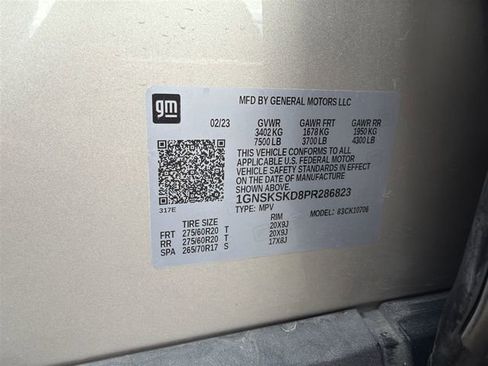 gm
MFD BY GENERAL MOTORS LLC
02/23 GVWR GAWR FRT GAWR RR
3402 KG 1678 KG 1950 KG
7500 LB 3700 LB 4300 LB
THIS VEHICLE CONFORMS TO ALL
APPLICABLE U.S. FEDERAL MOTOR
VEHICLE SAFETY STANDARDS IN EFFECT
ON THE DATE OF MANUFACTURE
SHOWN ABOVE.
1GNSKSKD8PR286823
317E
TYPE: MPV MODEL: 83CK10706
TIRE SIZE RIM
FRT 275/60R20 T 20X9J
RR 275/60R20 T 20X9J
SPA 265/70R17 S 17X8J